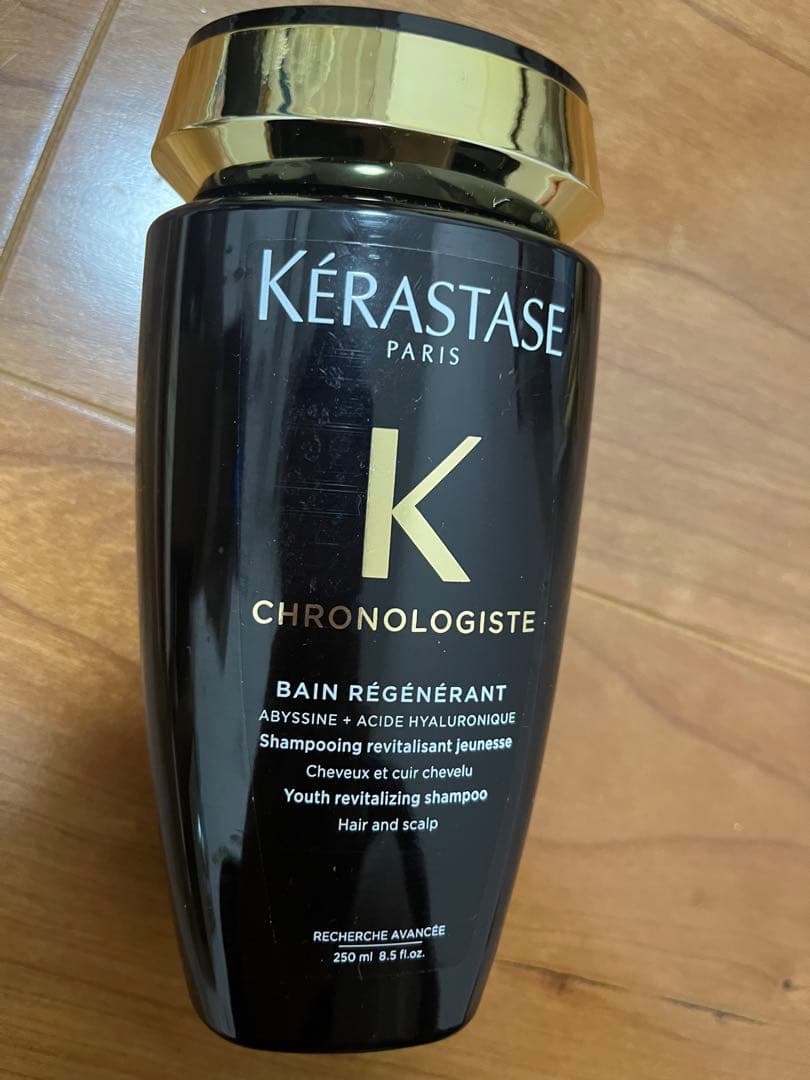 KÉRASTASE
PARIS
K
CHRONOLOGISTE
BAIN RÉGÉNÉRANT
ABYSSINE + ACIDE HYALURONIQUE
Shampooing revitalisant jeunesse
Cheveux et cuir chevelu
Youth revitalizing shampoo
Hair and scalp
RECHERCHE AVANCÉE
250 ml 8.5 fl.oz.